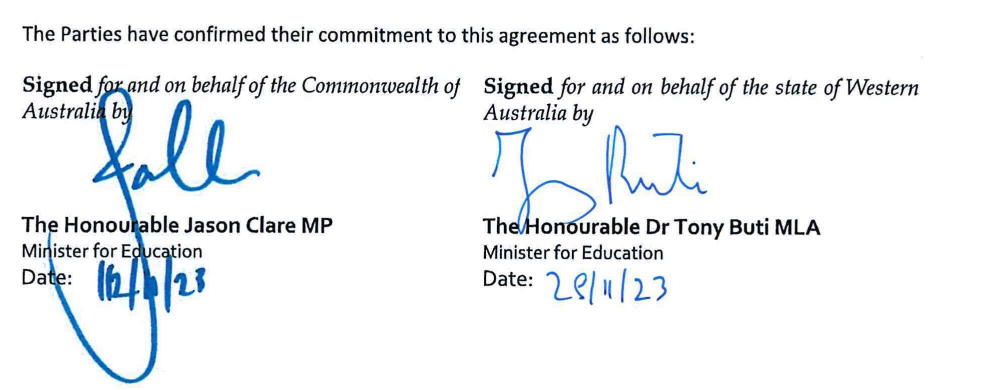 The Parties have confirmed their commitment to this agreement as follows:
Signed for and on behalf of the Commonwealth of
Australia by
The Honourable Jason Clare MP
Minister for Education
Date:
Signed for and on behalf of the state of Western
Australia by
Tony Buti
The Honourable Dr Tony Buti MLA
Minister for Education
Date: 28/11/23